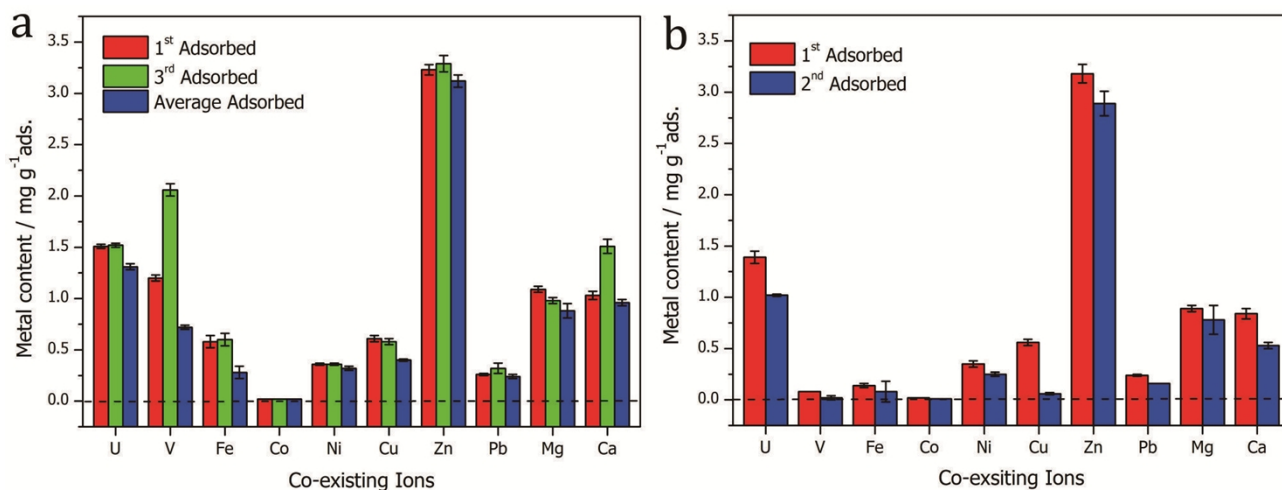 a
1st Adsorbed
3rd Adsorbed
Average Adsorbed
Metal content / mg g-1ads.
3.5
3.0
2.5
2.0
1.5
1.0
0.5
0.0
U V Fe Co Ni Cu Zn Pb Mg Ca
Co-existing Ions
b
1st Adsorbed
2nd Adsorbed
Metal content / mg g-1ads.
3.5
3.0
2.5
2.0
1.5
1.0
0.5
0.0
U V Fe Co Ni Cu Zn Pb Mg Ca
Co-exsiting Ions